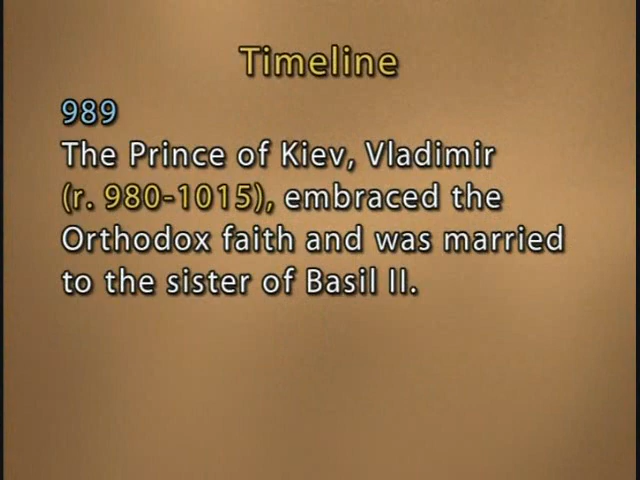 Timeline
989
The Prince of Kiev, Vladimir
(r. 980-1015), embraced the
Orthodox faith and was married
to the sister of Basil II.